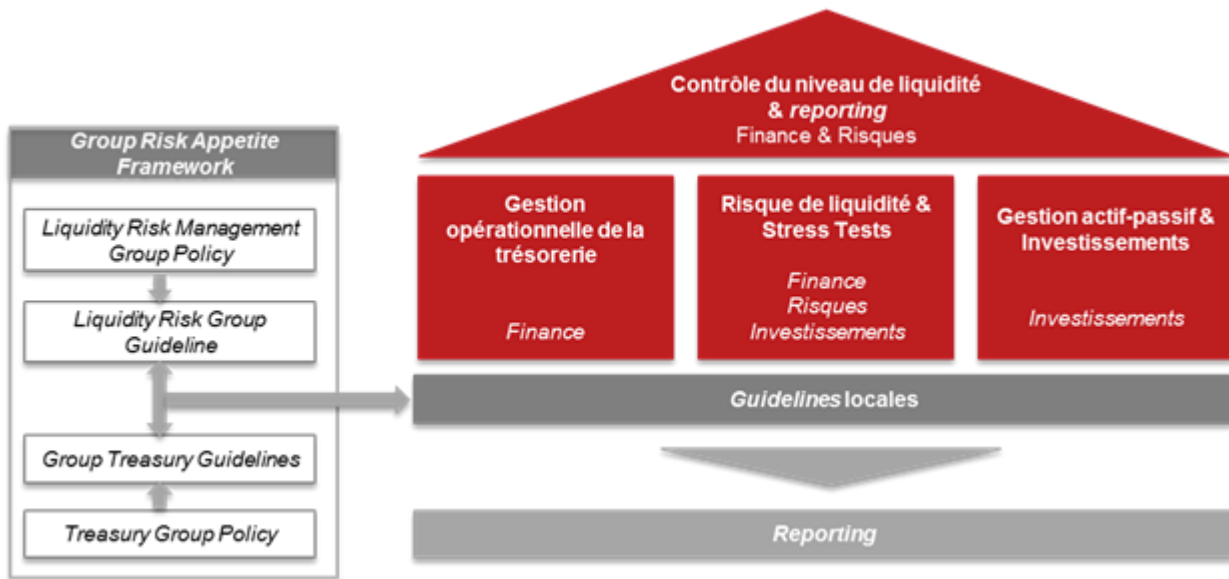 Group Risk Appetite
Framework
Liquidity Risk Management
Group Policy
Liquidity Risk Group
Guideline
Group Treasury Guidelines
Treasury Group Policy
Contrôle du niveau de liquidité
& reporting
Finance & Risques
Gestion
opérationnelle de la
trésorerie
Finance
Risque de liquidité &
Stress Tests
Finance
Risques
Investissements
Gestion actif-passif &
Investissements
Investissements
Guidelines locales
Reporting